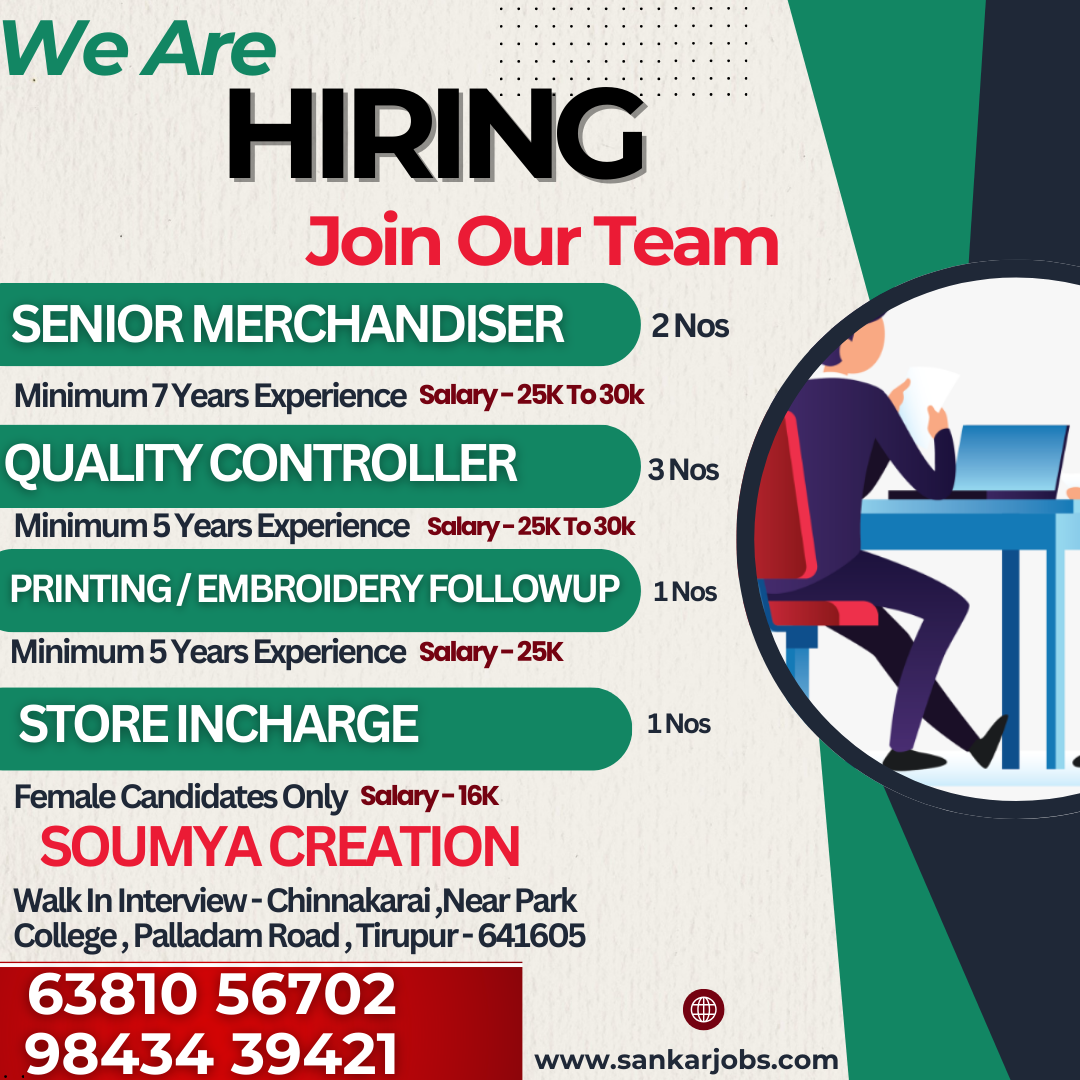 We Are
HIRING
Join Our Team
SENIOR MERCHANDISER 2 Nos
Minimum 7 Years Experience Salary - 25K To 30k
QUALITY CONTROLLER 3 Nos
Minimum 5 Years Experience Salary - 25K To 30k
PRINTING / EMBROIDERY FOLLOWUP 1 Nos
Minimum 5 Years Experience Salary - 25K
STORE INCHARGE 1 Nos
Female Candidates Only Salary - 16K
SOUMYA CREATION
Walk In Interview - Chinnakarai ,Near Park
College , Palladam Road , Tirupur - 641605
63810 56702
98434 39421
www.sankarjobs.com